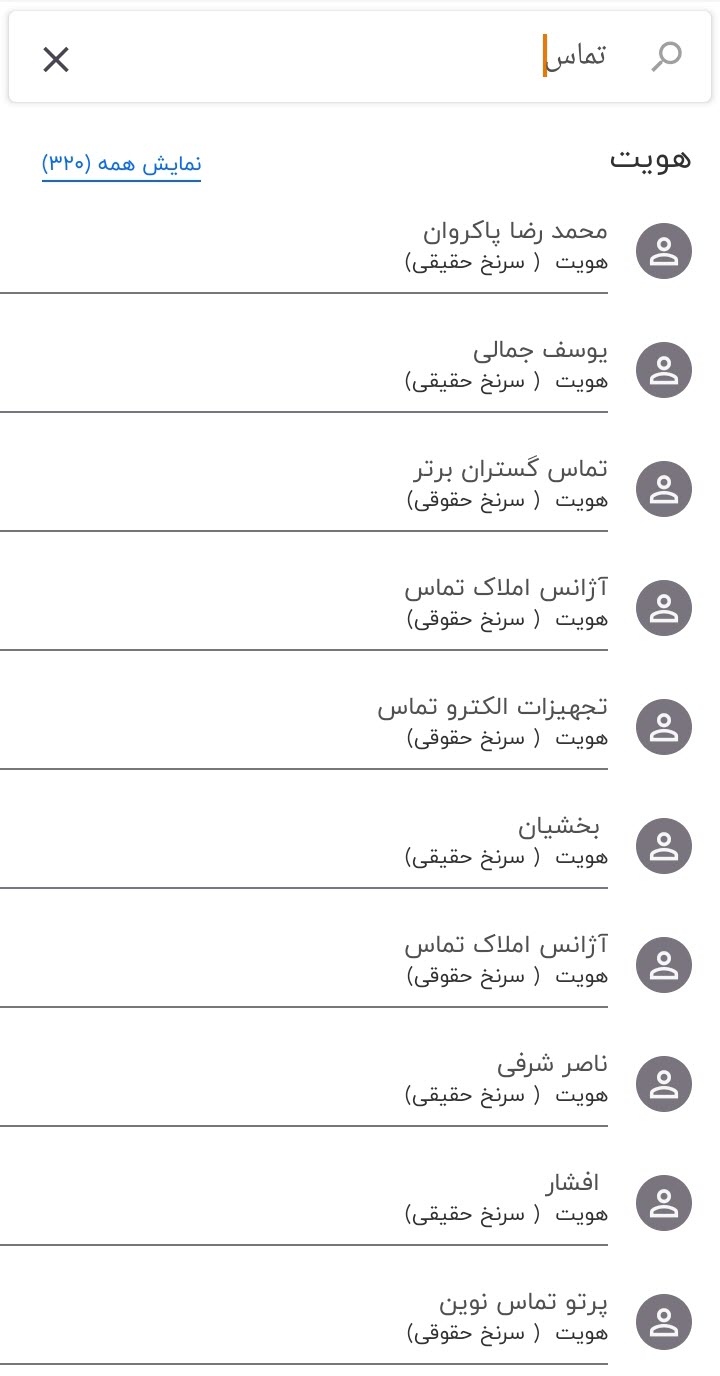 تماس
هویت
نمایش همه (۳۲۰)
محمد رضا پاکروان
هویت ( سرنخ حقیقی)
یوسف جمالی
هویت ( سرنخ حقیقی)
تماس گستران برتر
هویت ( سرنخ حقوقی)
آژانس املاک تماس
هویت ( سرنخ حقوقی)
تجهیزات الکترو تماس
هویت ( سرنخ حقوقی)
بخشیان
هویت ( سرنخ حقیقی)
آژانس املاک تماس
هویت ( سرنخ حقوقی)
ناصر شرفی
هویت ( سرنخ حقیقی)
افشار
هویت ( سرنخ حقیقی)
پرتو تماس نوین
هویت ( سرنخ حقوقی)